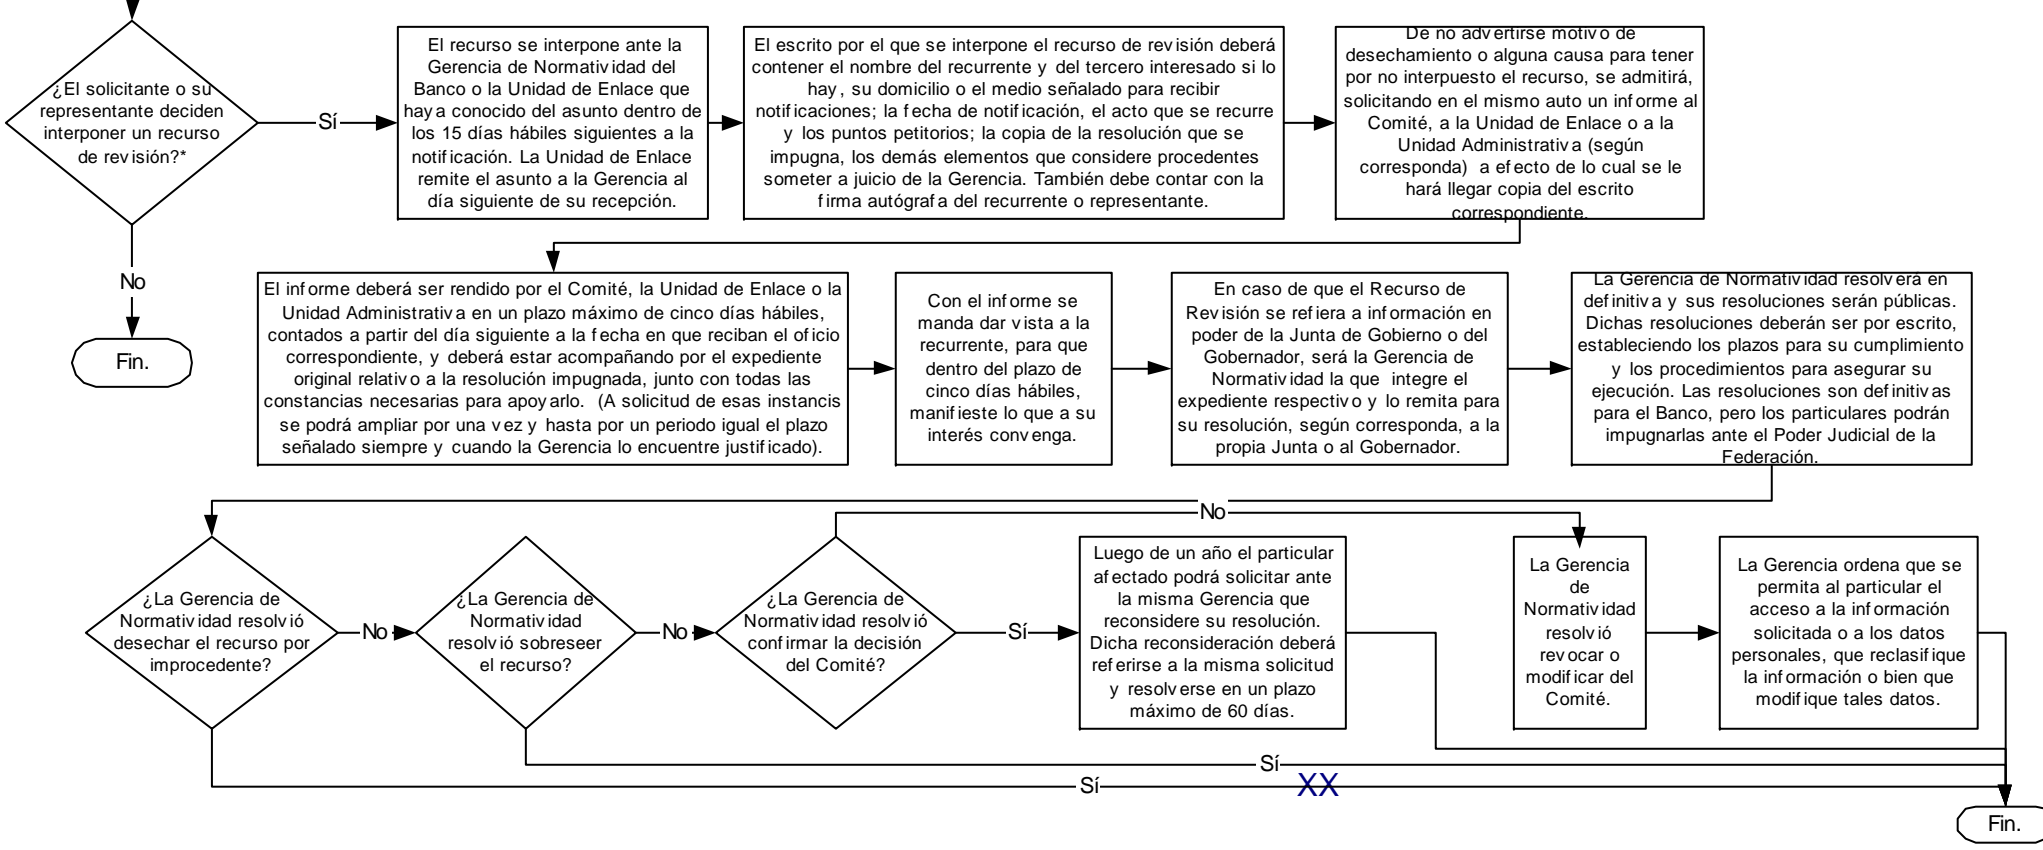 ¿El solicitante o su
representante deciden
interponer un recurso
de revisión?*
Sí
No
Fin.
El recurso se interpone ante la
Gerencia de Normatividad del
Banco o la Unidad de Enlace que
haya conocido del asunto dentro de
los 15 días hábiles siguientes a la
notificación. La Unidad de Enlace
remite el asunto a la Gerencia al
día siguiente de su recepción.
El escrito por el que se interpone el recurso de revisión deberá
contener el nombre del recurrente y del tercero interesado si lo
hay, su domicilio o el medio señalado para recibir
notificaciones; la fecha de notificación, el acto que se recurre
y los puntos petitorios; la copia de la resolución que se
impugna, los demás elementos que considere procedentes
someter a juicio de la Gerencia. También debe contar con la
firma autógrafa del recurrente o representante.
De no advertirse motivo de
desechamiento o alguna causa para tener
por no interpuesto el recurso, se admitirá,
solicitando en el mismo auto un informe al
Comité, a la Unidad de Enlace o a la
Unidad Administrativa (según
corresponda) a efecto de lo cual se le
hará llegar copia del escrito
correspondiente.
El informe deberá ser rendido por el Comité, la Unidad de Enlace o la
Unidad Administrativa en un plazo máximo de cinco días hábiles,
contados a partir del día siguiente a la fecha en que reciban el oficio
correspondiente, y deberá estar acompañando por el expediente
original relativo a la resolución impugnada, junto con todas las
constancias necesarias para apoyarlo. (A solicitud de esas instancis
se podrá ampliar por una vez y hasta por un periodo igual el plazo
señalado siempre y cuando la Gerencia lo encuentre justificado).
Con el informe se
manda dar vista a la
recurrente, para que
dentro del plazo de
cinco días hábiles,
manifieste lo que a su
interés convenga.
En caso de que el Recurso de
Revisión se refiera a información en
poder de la Junta de Gobierno o del
Gobernador, será la Gerencia de
Normatividad la que integre el
expediente respectivo y lo remita para
su resolución, según corresponda, a la
propia Junta o al Gobernador.
La Gerencia de Normatividad resolverá en
definitiva y sus resoluciones serán públicas.
Dichas resoluciones deberán ser por escrito,
estableciendo los plazos para su cumplimiento
y los procedimientos para asegurar su
ejecución. Las resoluciones son definitivas
para el Banco, pero los particulares podrán
impugnarlas ante el Poder Judicial de la
Federación.
¿La Gerencia de
Normatividad resolvió
desechar el recurso por
improcedente?
No
¿La Gerencia de
Normatividad
resolvió sobreseer
el recurso?
No
¿La Gerencia de
Normatividad resolvió
confirmar la decisión
del Comité?
No
Sí
Luego de un año el particular
afectado podrá solicitar ante
la misma Gerencia que
reconsidere su resolución.
Dicha reconsideración deberá
referirse a la misma solicitud
y resolverse en un plazo
máximo de 60 días.
La Gerencia
de
Normatividad
resolvió
revocar o
modificar del
Comité.
La Gerencia ordena que se
permita al particular el
acceso a la información
solicitada o a los datos
personales, que reclasifique
la información o bien que
modifique tales datos.
Sí
Sí
XX
Fin.